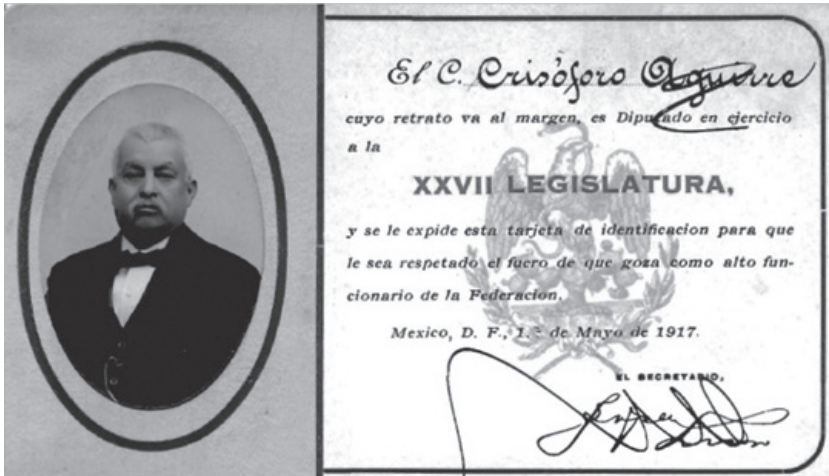 El C. Crisóforo Aguirre
cuyo retrato va al margen, es Diputado en ejercicio
a la
XXVII LEGISLATURA,
y se le expide esta tarjeta de identificacion para que
le sea respetado el fuero de que goza como alto fun-
cionario de la Federacion.
Mexico, D. F., 1.º de Mayo de 1917.
EL SECRETARIO,